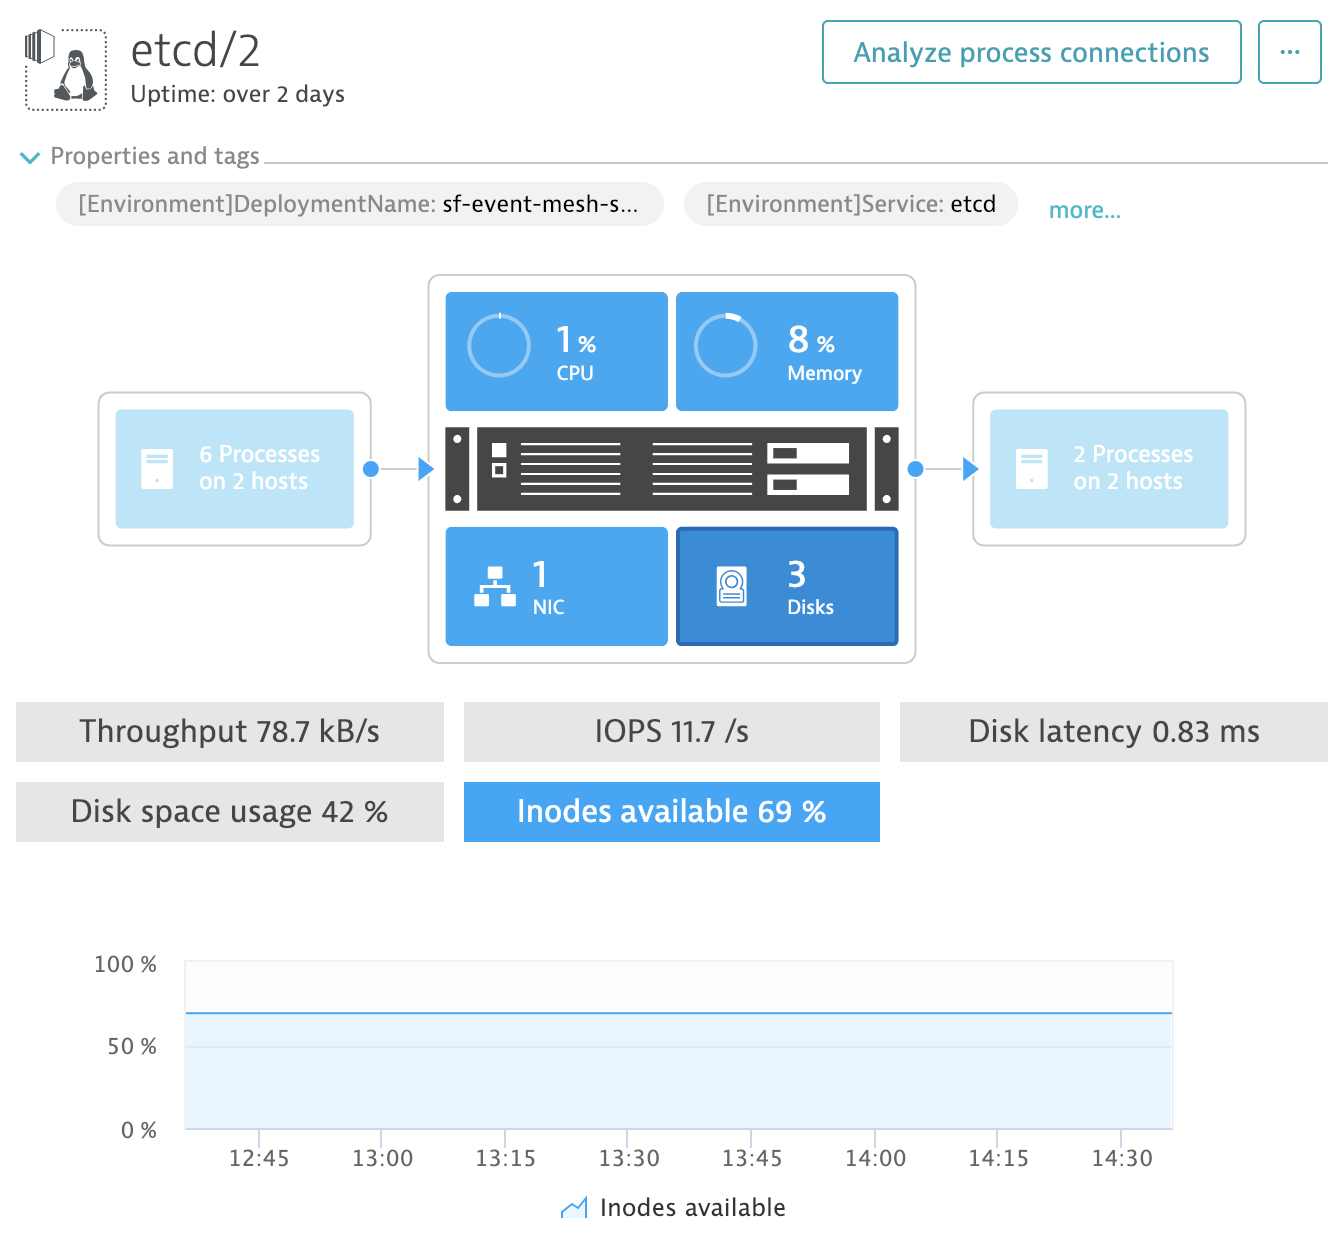 etcd/2
Uptime: over 2 days
Analyze process connections
...
Properties and tags
[Environment]DeploymentName: sf-event-mesh-s...
[Environment]Service: etcd
more...
1 %
CPU
8 %
Memory
6 Processes
on 2 hosts
2 Processes
on 2 hosts
1
NIC
3
Disks
Throughput 78.7 kB/s
IOPS 11.7 /s
Disk latency 0.83 ms
Disk space usage 42 %
Inodes available 69 %
100 %
50 %
0 %
12:45
13:00
13:15
13:30
13:45
14:00
14:15
14:30
Inodes available